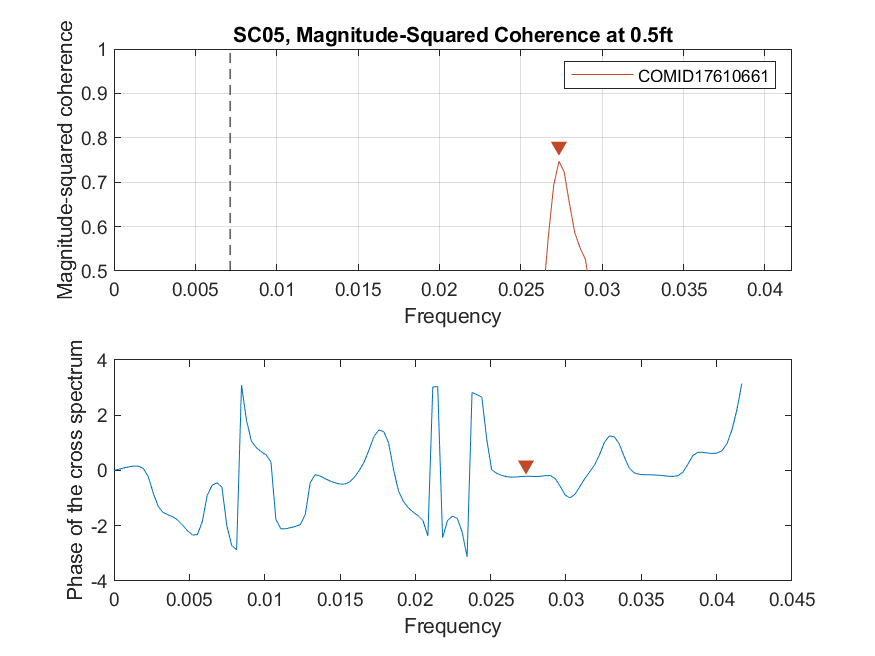 SC05, Magnitude-Squared Coherence at 0.5ft
Magnitude-squared coherence
1
0.9
0.8
0.7
0.6
0.5
COMID17610661
0 0.005 0.01 0.015 0.02 0.025 0.03 0.035 0.04
Frequency
Phase of the cross spectrum
4
2
0
-2
-4
0 0.005 0.01 0.015 0.02 0.025 0.03 0.035 0.04 0.045
Frequency